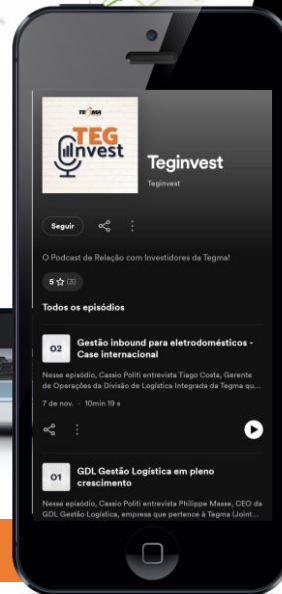 TEGMA
TEG
Invest
Teginvest
Teginvest
Seguir
O Podcast de Relação com Investidores da Tegma!
5 ☆ (3)
Todos os episódios
02
Gestão inbound para eletrodomésticos -
Case internacional
Nesse episódio, Cassio Politi entrevista Tiago Costa, Gerente
de Operações da Divisão de Logística Integrada da Tegma qu...
7 de nov. · 10min 19 s
01
GDL Gestão Logística em pleno
crescimento
Nesse episódio, Cassio Politi entrevista Philippe Masse, CEO da
GDL Gestão Logística, empresa que pertence à Tegma (Joint...